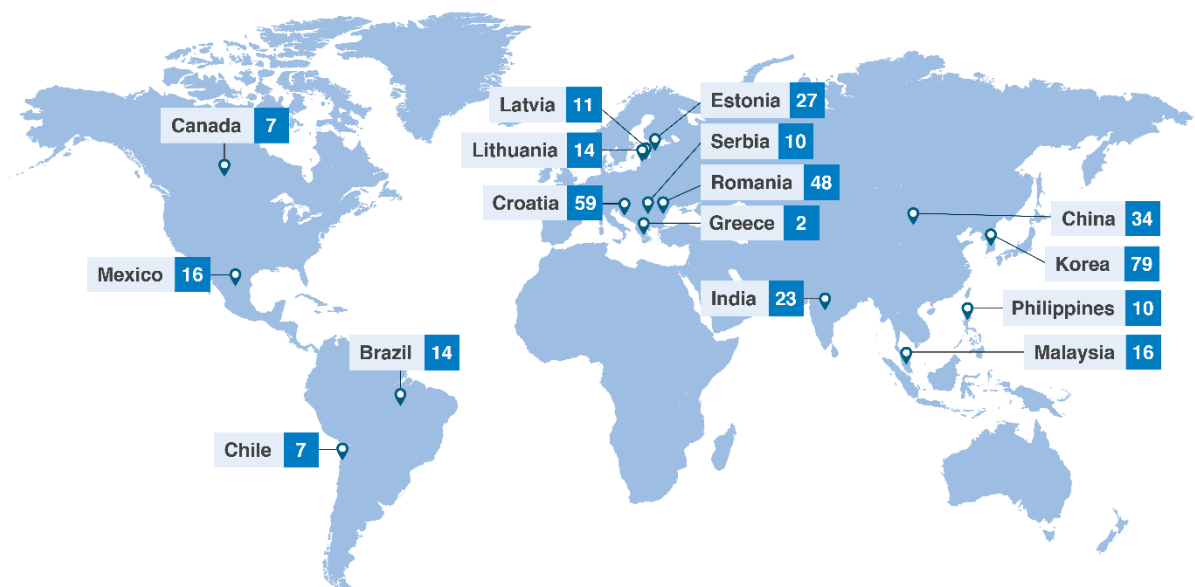 Canada 7
Latvia 11
Estonia 27
Lithuania 14
Serbia 10
Croatia 59
Romania 48
Greece 2
China 34
Korea 79
Mexico 16
India 23
Philippines 10
Brazil 14
Malaysia 16
Chile 7